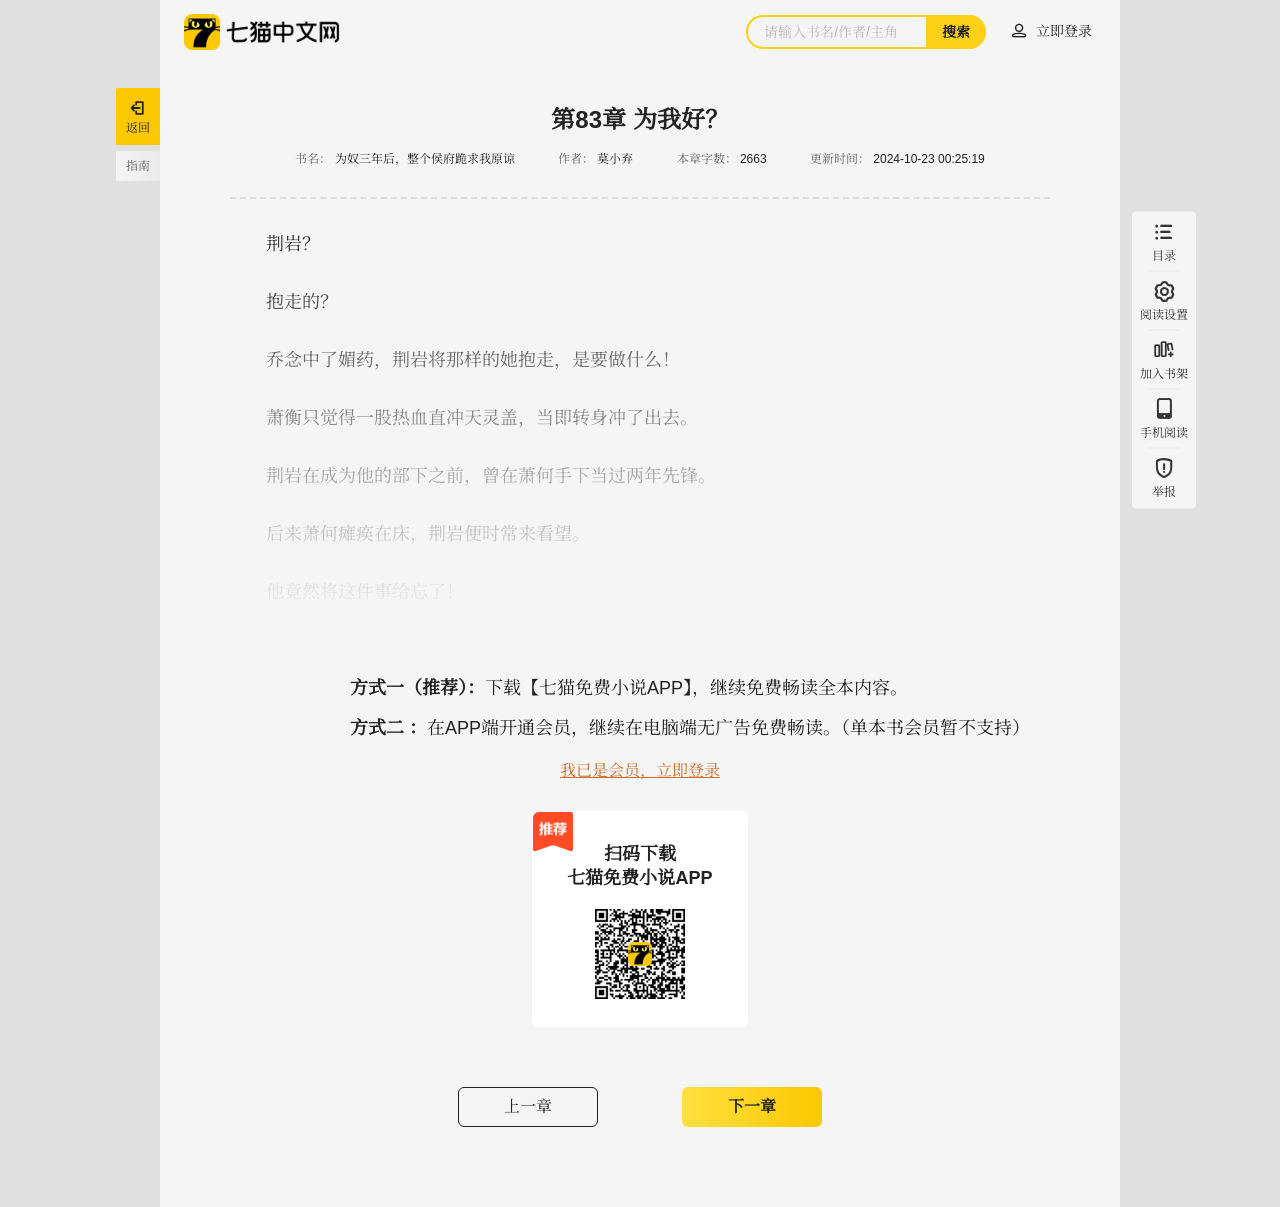 七猫中文网
请输入书名/作者/主角
搜索
立即登录
返回
指南
第83章 为我好？
书名： 为奴三年后，整个侯府跪求我原谅 作者： 莫小弃 本章字数： 2663 更新时间： 2024-10-23 00:25:19
荆岩？
抱走的？
乔念中了媚药，荆岩将那样的她抱走，是要做什么！
萧衡只觉得一股热血直冲天灵盖，当即转身冲了出去。
荆岩在成为他的部下之前，曾在萧何手下当过两年先锋。
后来萧何瘫痪在床，荆岩便时常来看望。
他竟然将这件事给忘了！
目录
阅读设置
加入书架
手机阅读
举报
方式一（推荐）：下载【七猫免费小说APP】，继续免费畅读全本内容。
方式二 ：在APP端开通会员，继续在电脑端无广告免费畅读。（单本书会员暂不支持）
我已是会员，立即登录
推荐
扫码下载
七猫免费小说APP
上一章
下一章